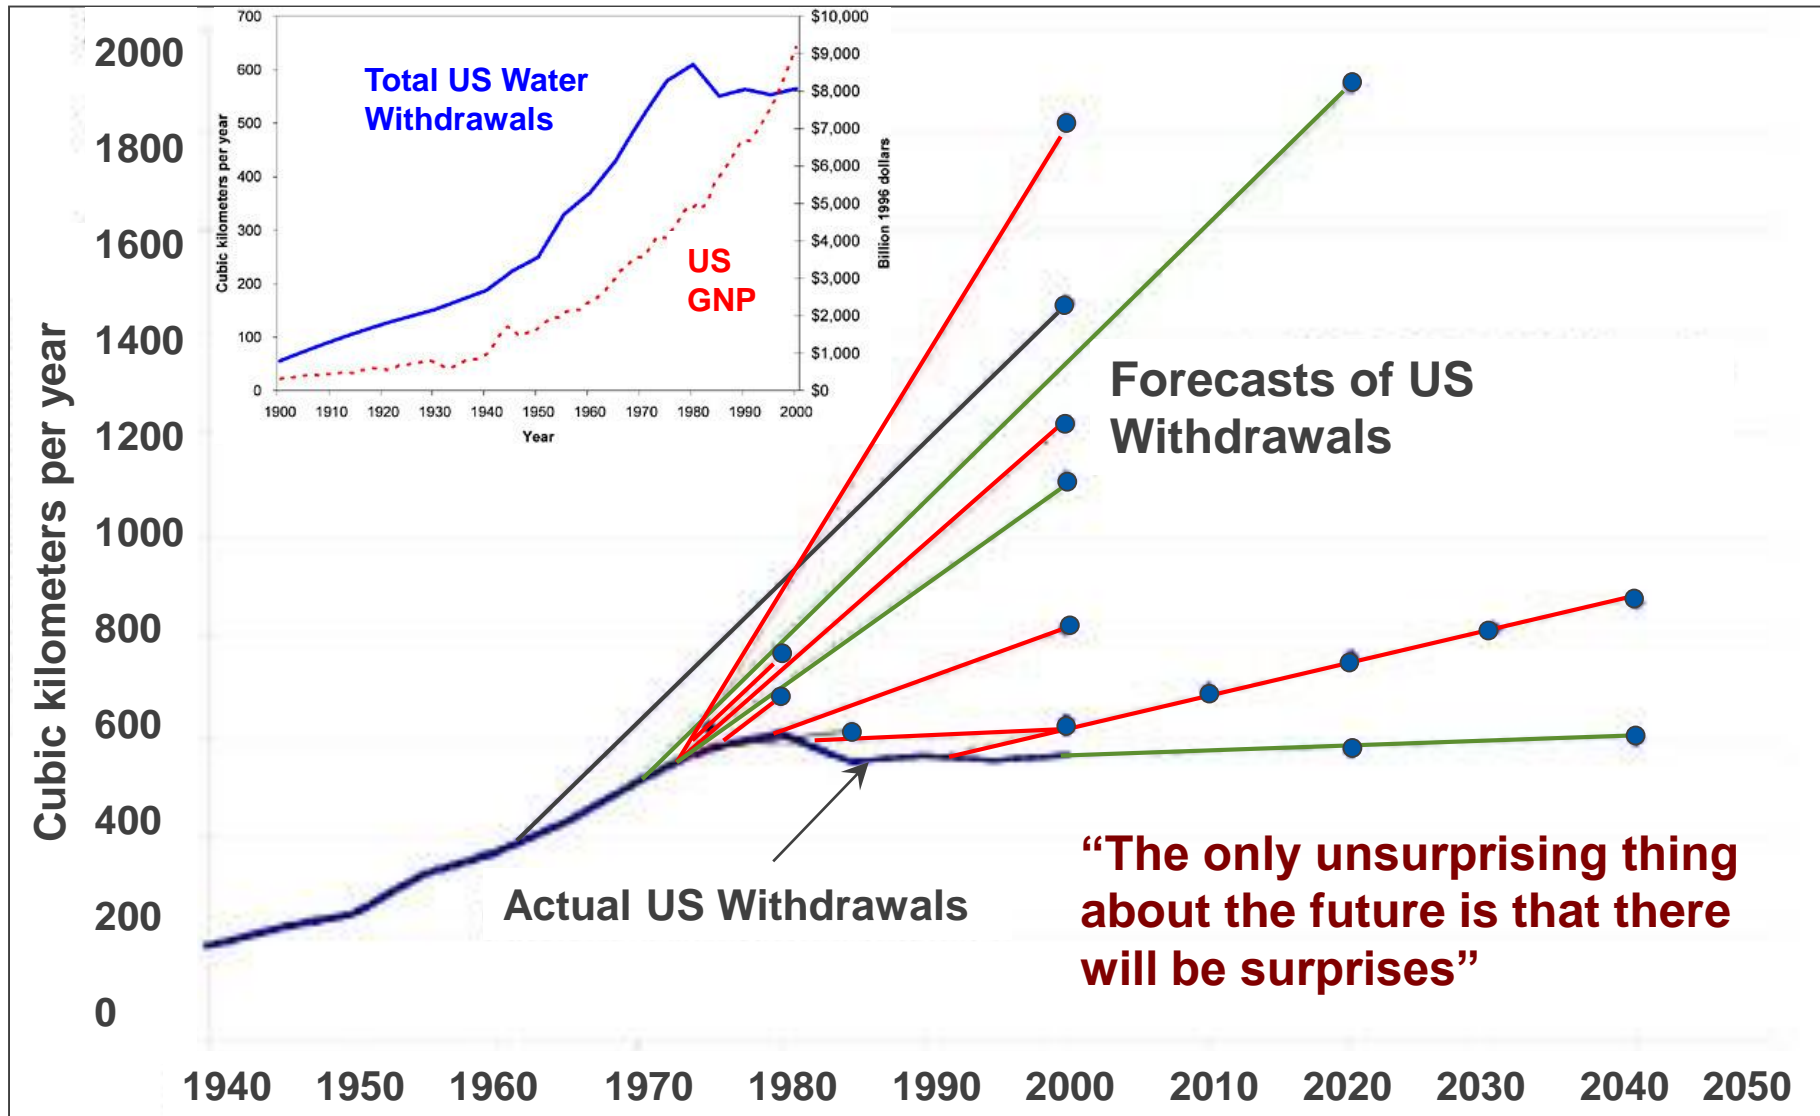 2000
1800
1600
1400
1200
1000
800
600
400
200
0
Cubic kilometers per year
1940 1950 1960 1970 1980 1990 2000 2010 2020 2030 2040 2050
700
600
500
400
300
200
100
0
Cubic kilometers per year
$10,000
$9,000
$8,000
$7,000
$6,000
$5,000
$4,000
$3,000
$2,000
$1,000
$0
Billion 1996 dollars
1900 1910 1920 1930 1940 1950 1960 1970 1980 1990 2000
Year
Total US Water
Withdrawals
US
GNP
Forecasts of US
Withdrawals
Actual US Withdrawals
“The only unsurprising thing
about the future is that there
will be surprises”